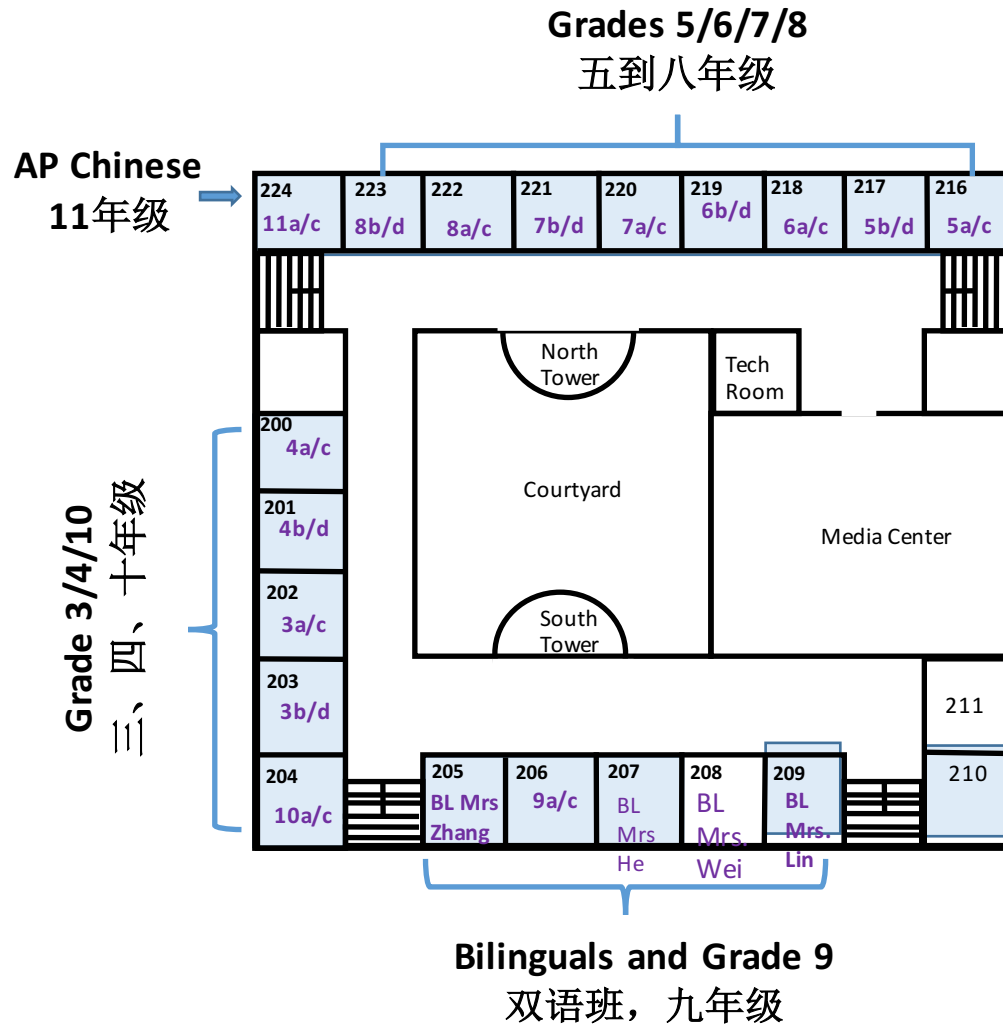 Grades 5/6/7/8
五到八年级
AP Chinese
11年级
224
11a/c
223
8b/d
222
8a/c
221
7b/d
220
7a/c
219
6b/d
218
6a/c
217
5b/d
216
5a/c
North
Tower
Tech
Room
200
4a/c
201
4b/d
202
3a/c
203
3b/d
204
10a/c
Grade 3/4/10
三、四、十年级
Courtyard
Media Center
South
Tower
211
210
205
BL Mrs
Zhang
206
9a/c
207
BL
Mrs
He
208
BL
Mrs.
Wei
209
BL
Mrs.
Lin
Bilinguals and Grade 9
双语班，九年级